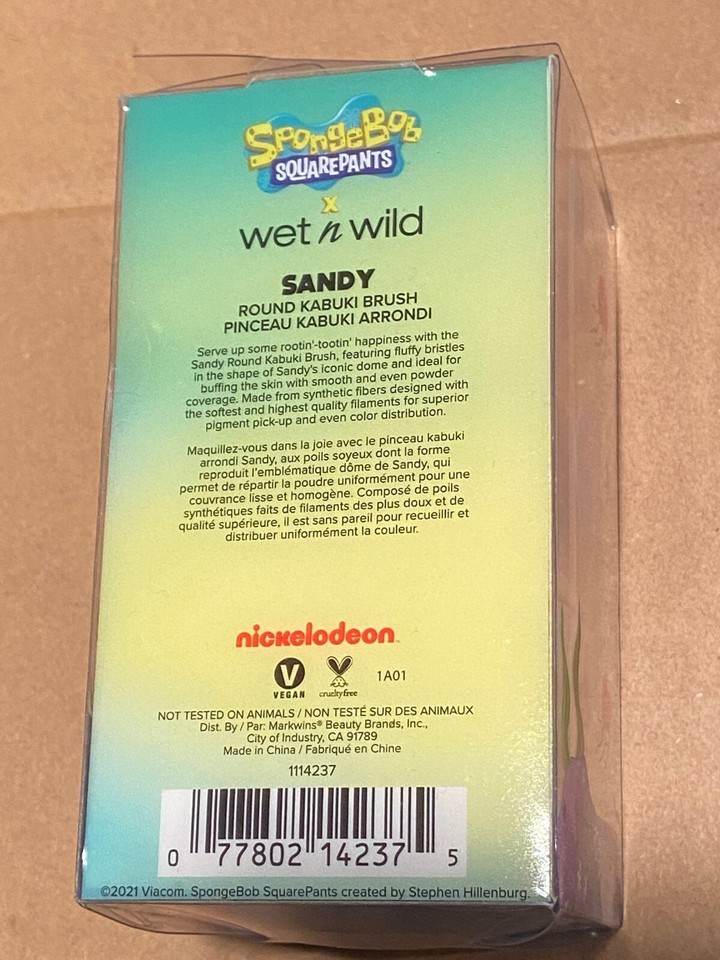 SpongeBob
SQUAREPANTS
X
wet n wild
SANDY
ROUND KABUKI BRUSH
PINCEAU KABUKI ARRONDI
Serve up some rootin'-tootin' happiness with the
Sandy Round Kabuki Brush, featuring fluffy bristles
in the shape of Sandy's iconic dome and ideal for
buffing the skin with smooth and even powder
coverage. Made from synthetic fibers designed with
the softest and highest quality filaments for superior
pigment pick-up and even color distribution.
Maquillez-vous dans la joie avec le pinceau kabuki
arrondi Sandy, aux poils soyeux dont la forme
reproduit l'emblématique dôme de Sandy, qui
permet de répartir la poudre uniformément pour une
couvrance lisse et homogène. Composé de poils
synthétiques faits de filaments des plus doux et de
qualité supérieure, il est sans pareil pour recueillir et
distribuer uniformément la couleur.
nickelodeon
V
VEGAN
crueltyfree
1A01
NOT TESTED ON ANIMALS / NON TESTÉ SUR DES ANIMAUX
Dist. By / Par: Markwins® Beauty Brands, Inc.,
City of Industry, CA 91789
Made in China / Fabriqué en Chine
1114237
0 77802 14237 5
©2021 Viacom. SpongeBob SquarePants created by Stephen Hillenburg.